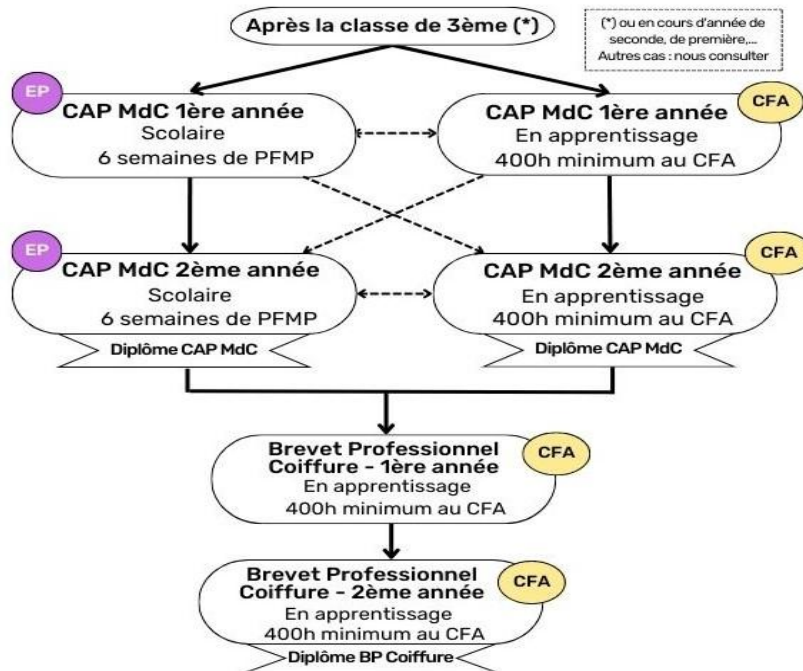 Après la classe de 3ème (*)
(*) ou en cours d'année de
seconde, de première,...
Autres cas : nous consulter
EP
CAP MdC 1ère année
Scolaire
6 semaines de PFMP
CFA
CAP MdC 1ère année
En apprentissage
400h minimum au CFA
EP
CAP MdC 2ème année
Scolaire
6 semaines de PFMP
Diplôme CAP MdC
CFA
CAP MdC 2ème année
En apprentissage
400h minimum au CFA
Diplôme CAP MdC
Brevet Professionnel
Coiffure - 1ère année
CFA
En apprentissage
400h minimum au CFA
Brevet Professionnel
Coiffure - 2ème année
CFA
En apprentissage
400h minimum au CFA
Diplôme BP Coiffure